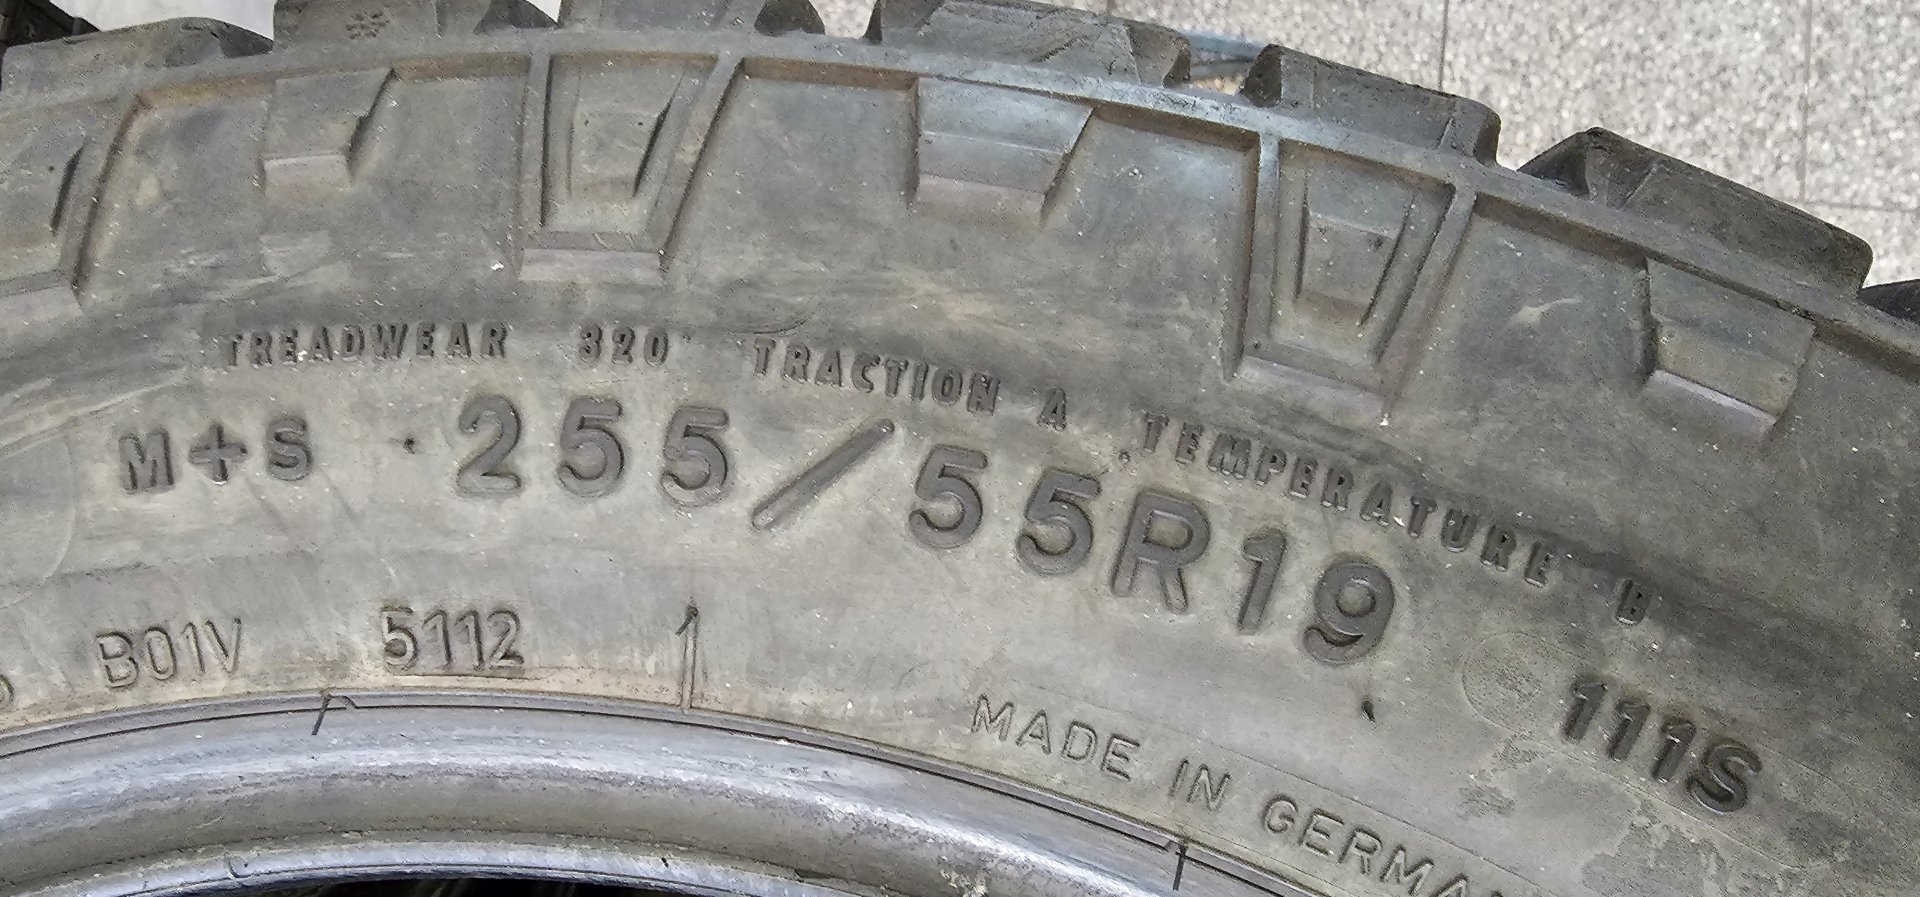 TREADWEAR 320 TRACTION A TEMPERATURE B
M+S 255/55R19 111S
B01V 5112
MADE IN GERMA